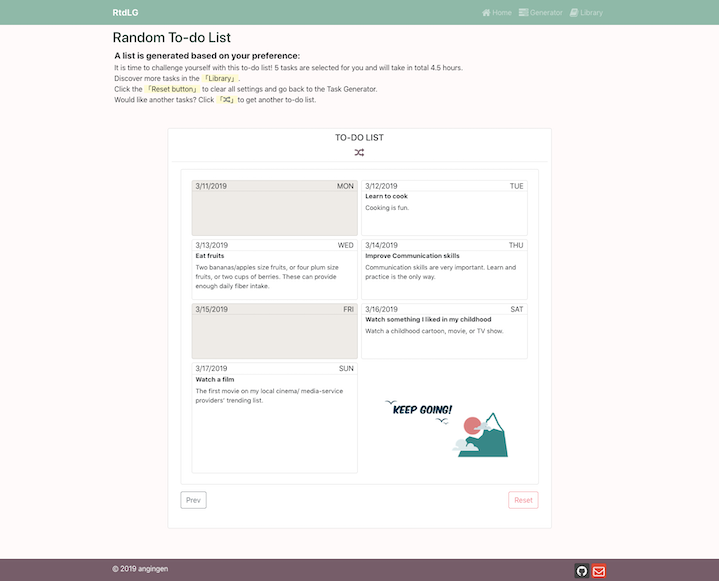 RtdLG Home Generator Library
Random To-do List
A list is generated based on your preference:
It is time to challenge yourself with this to-do list! 5 tasks are selected for you and will take in total 4.5 hours.
Discover more tasks in the 「Library」.
Click the 「Reset button」 to clear all settings and go back to the Task Generator.
Would like another tasks? Click 「🔀」 to get another to-do list.
TO-DO LIST
3/11/2019 MON
3/12/2019 TUE
Learn to cook
Cooking is fun.
3/13/2019 WED
Eat fruits
Two bananas/apples size fruits, or four plum size
fruits, or two cups of berries. These can provide
enough daily fiber intake.
3/14/2019 THU
Improve Communication skills
Communication skills are very important. Learn and
practice is the only way.
3/15/2019 FRI
3/16/2019 SAT
Watch something I liked in my childhood
Watch a childhood cartoon, movie, or TV show.
3/17/2019 SUN
Watch a film
The first movie on my local cinema/ media-service
providers' trending list.
KEEP GOING!
Prev
Reset
© 2019 angingen